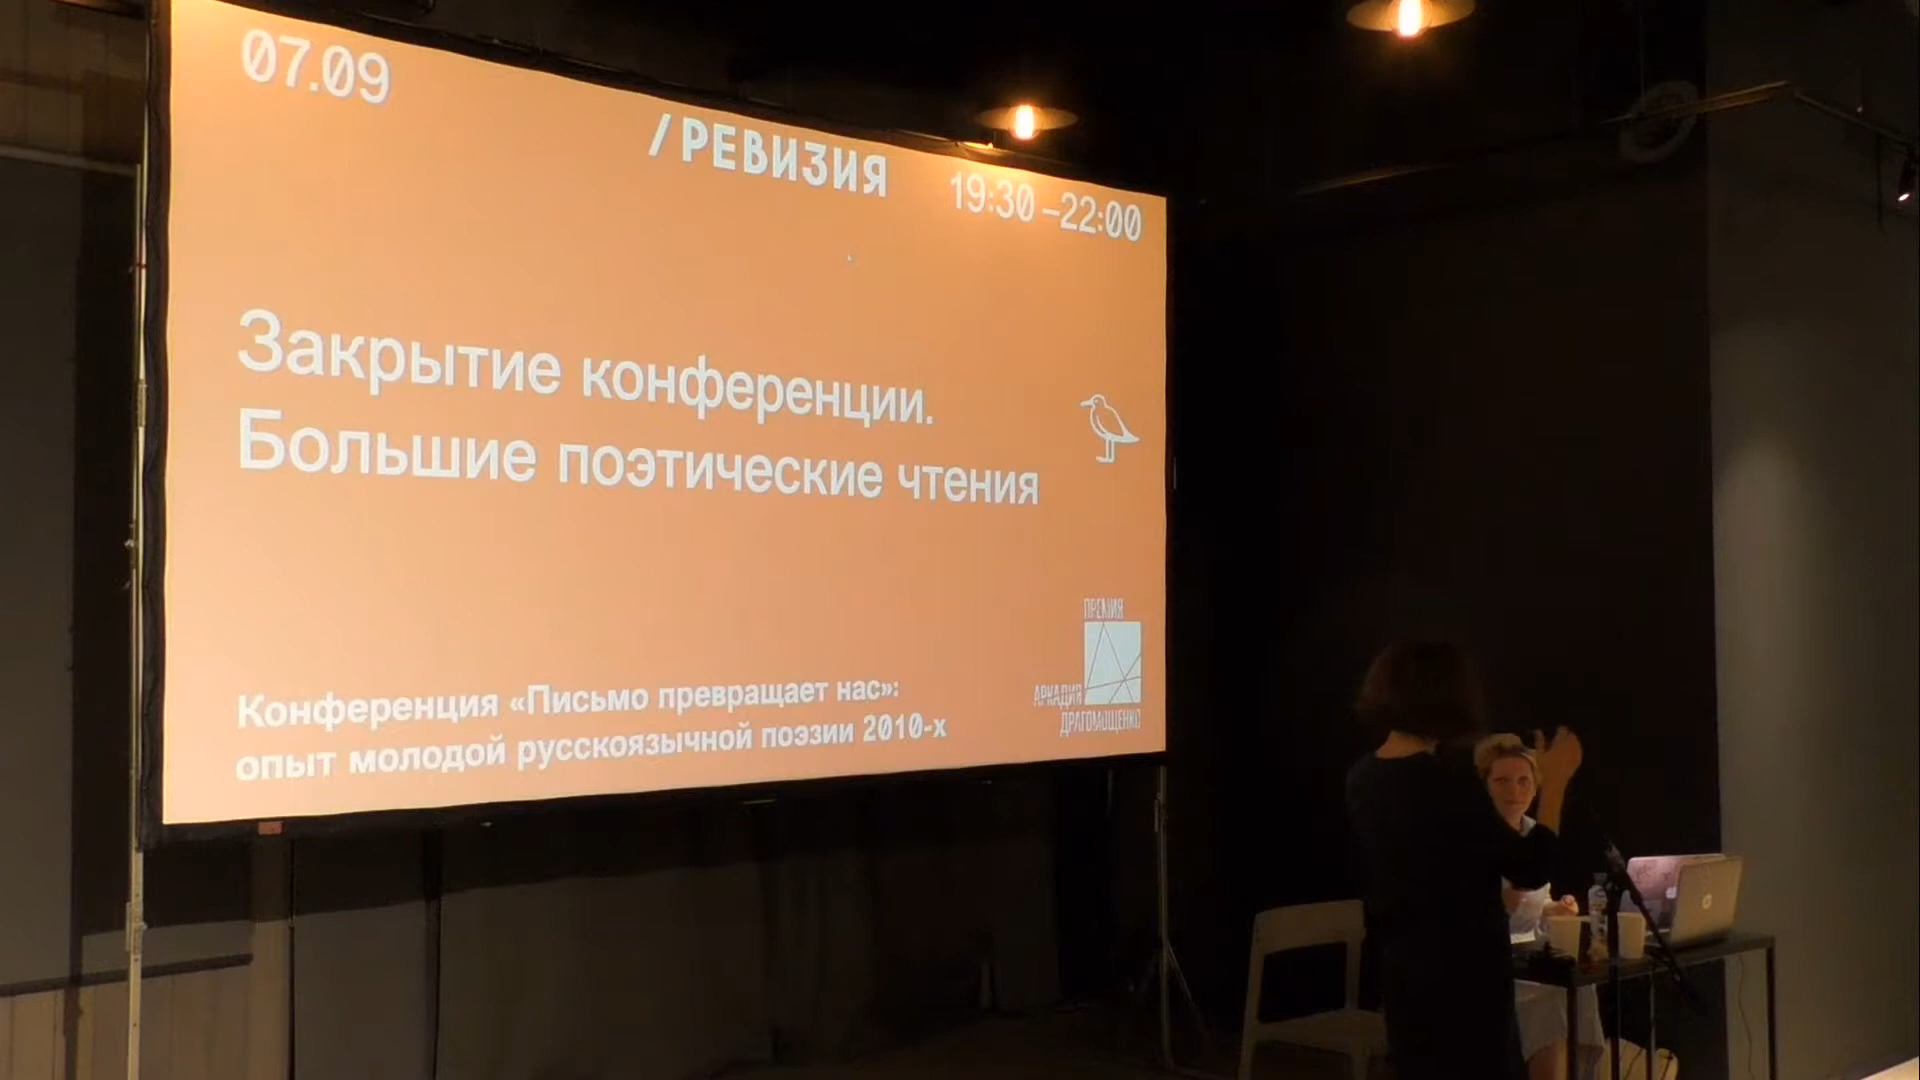 07.09
/РЕВИЗИЯ
19:30–22:00
Закрытие конференции.
Большие поэтические чтения
ПРЕМИЯ
АРКАДИЯ
ДРАГОМОЩЕНКО
Конференция «Письмо превращает нас»:
опыт молодой русскоязычной поэзии 2010-х